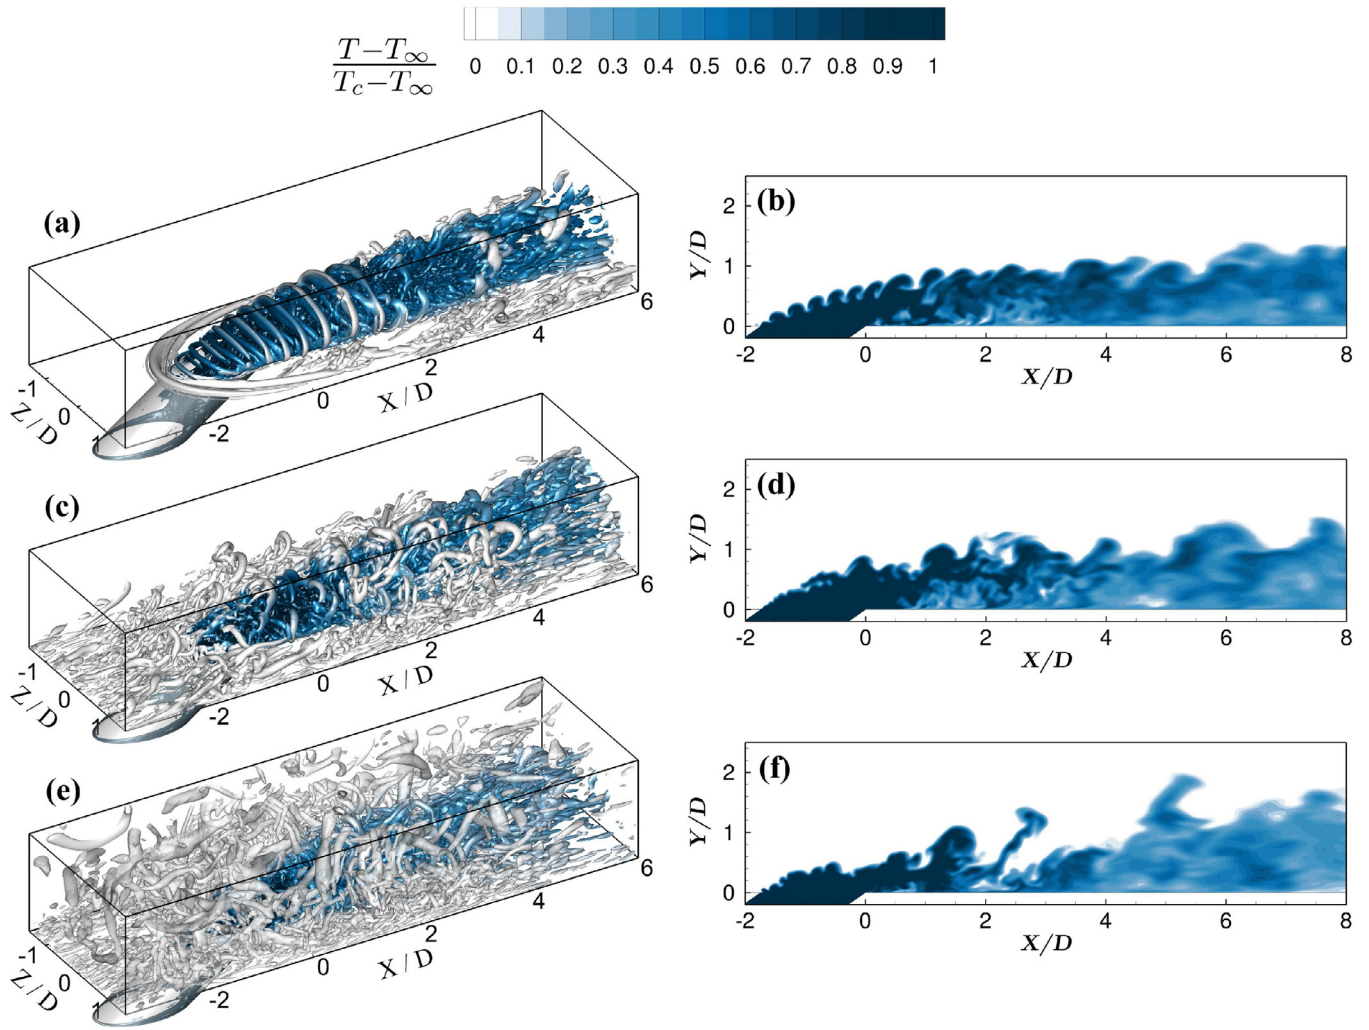 T−T∞
Tc−T∞
0 0.1 0.2 0.3 0.4 0.5 0.6 0.7 0.8 0.9 1
(a)
-1
0
1
Z / D
-2
0
2
4
6
X / D
(b)
Y/D
2
1
0
-2 0 2 4 6 8
X/D
(c)
-1
0
1
Z / D
-2
0
2
4
6
X / D
(d)
Y/D
2
1
0
-2 0 2 4 6 8
X/D
(e)
-1
0
1
Z / D
-2
0
2
4
6
X / D
(f)
Y/D
2
1
0
-2 0 2 4 6 8
X/D